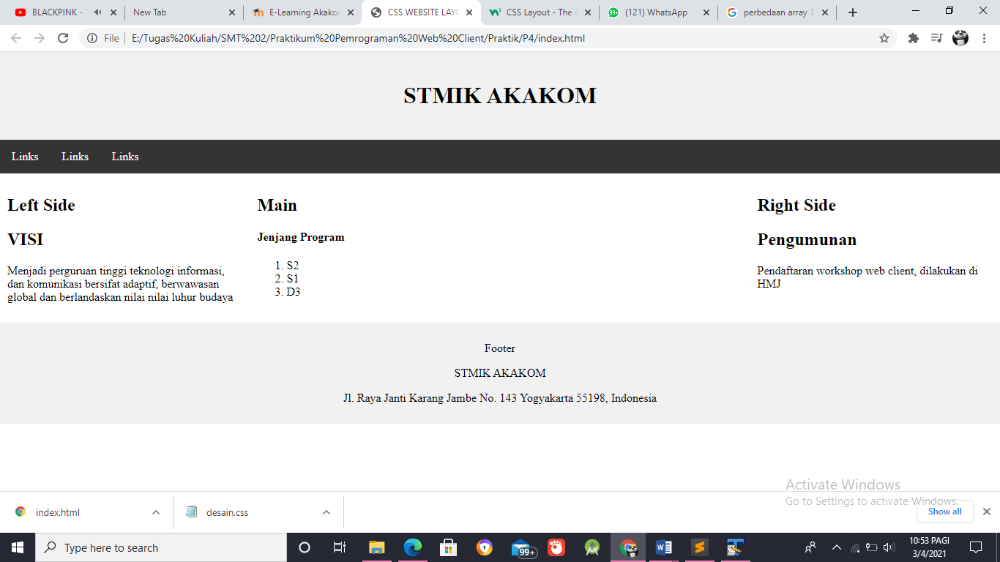 BLACKPINK -
New Tab
E-Learning Akakom
CSS WEBSITE LAYO
CSS Layout - The
(121) WhatsApp
perbedaan array 1
File
E:/Tugas%20Kuliah/SMT%202/Praktikum%20Pemrograman%20Web%20Client/Praktik/P4/index.html
STMIK AKAKOM
Links Links Links
Left Side
VISI
Menjadi perguruan tinggi teknologi informasi,
dan komunikasi bersifat adaptif, berwawasan
global dan berlandaskan nilai nilai luhur budaya
Main
Jenjang Program
1. S2
2. S1
3. D3
Right Side
Pengumunan
Pendaftaran workshop web client, dilakukan di
HMJ
Footer
STMIK AKAKOM
Jl. Raya Janti Karang Jambe No. 143 Yogyakarta 55198, Indonesia
Activate Windows
Go to Settings to activate Windows.
index.html
desain.css
Show all
Type here to search
99+
10:53 PAGI
3/4/2021